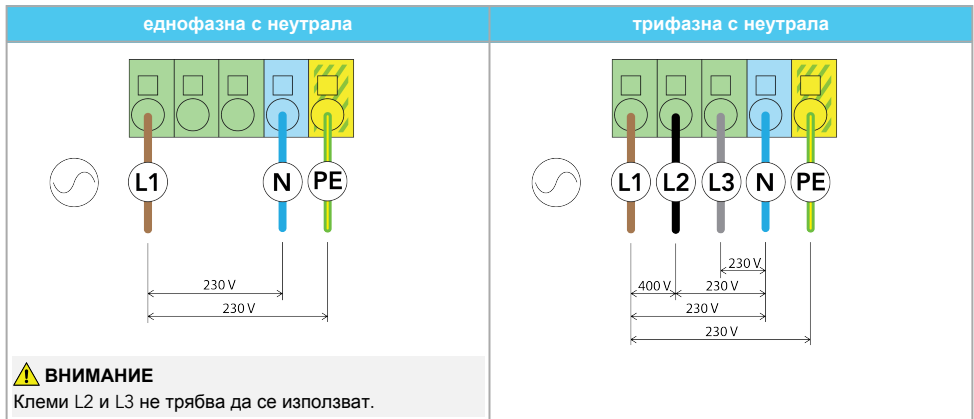 еднофазна с неутрала
L1
N
PE
230 V
230 V
ВНИМАНИЕ
Клеми L2 и L3 не трябва да се използват.
трифазна с неутрала
L1
L2
L3
N
PE
230 V
400 V
230 V
230 V
230 V